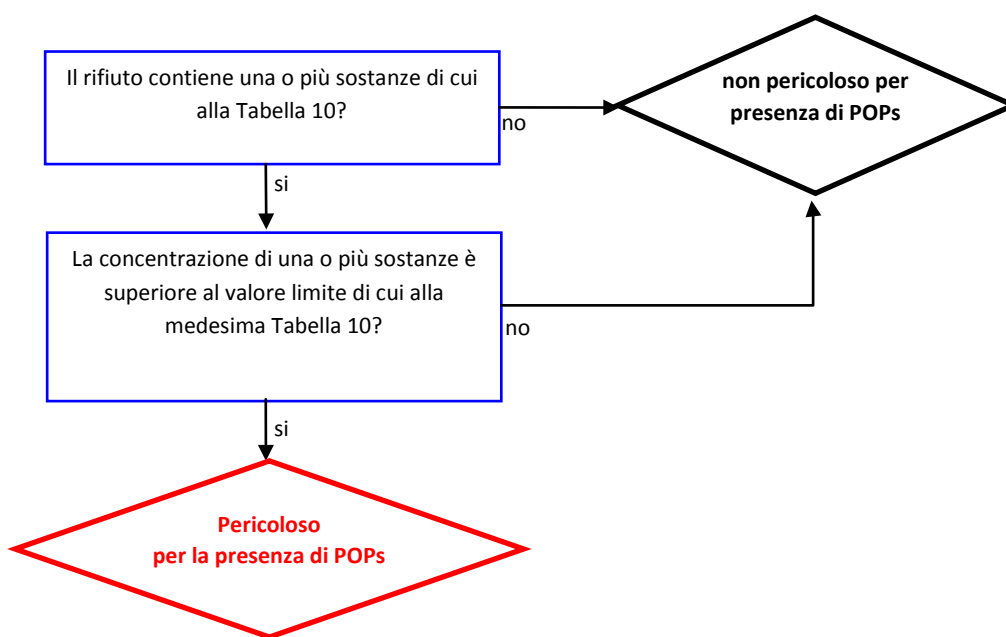 Il rifiuto contiene una o più sostanze di cui
alla Tabella 10?
no
non pericoloso per
presenza di POPs
si
La concentrazione di una o più sostanze è
superiore al valore limite di cui alla
medesima Tabella 10?
no
si
Pericoloso
per la presenza di POPs